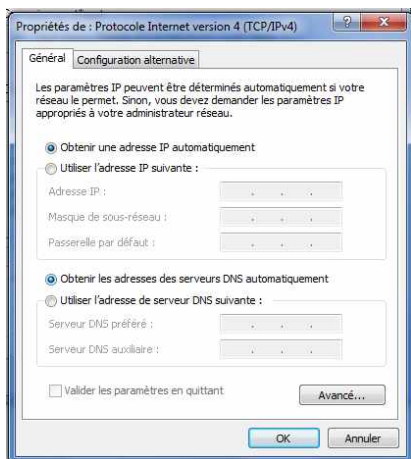 Propriétés de : Protocole Internet version 4 (TCP/IPv4)
Général
Configuration alternative
Les paramètres IP peuvent être déterminés automatiquement si votre
réseau le permet. Sinon, vous devez demander les paramètres IP
appropriés à votre administrateur réseau.
Obtenir une adresse IP automatiquement
Utiliser l'adresse IP suivante :
Adresse IP :
Masque de sous-réseau :
Passerelle par défaut :
Obtenir les adresses des serveurs DNS automatiquement
Utiliser l'adresse de serveur DNS suivante :
Serveur DNS préféré :
Serveur DNS auxiliaire :
Valider les paramètres en quittant
Avancé...
OK
Annuler